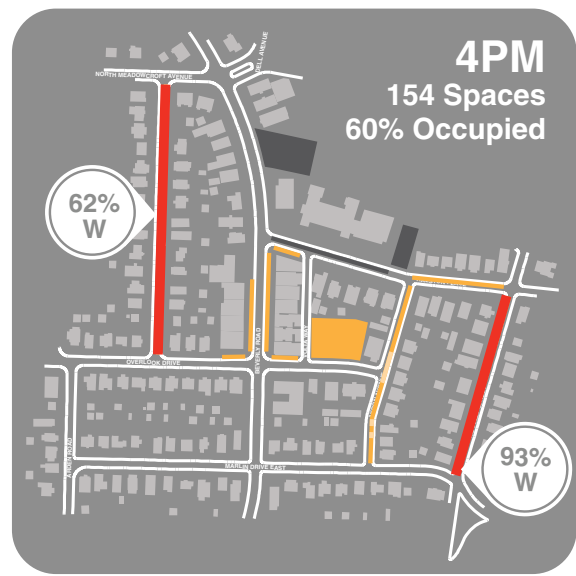 4PM
154 Spaces
60% Occupied
NORTH MEADOWCROFT AVENUE
62%
W
BEVERLY ROAD
OVERLOOK DRIVE
MARLIN DRIVE EAST
93%
W